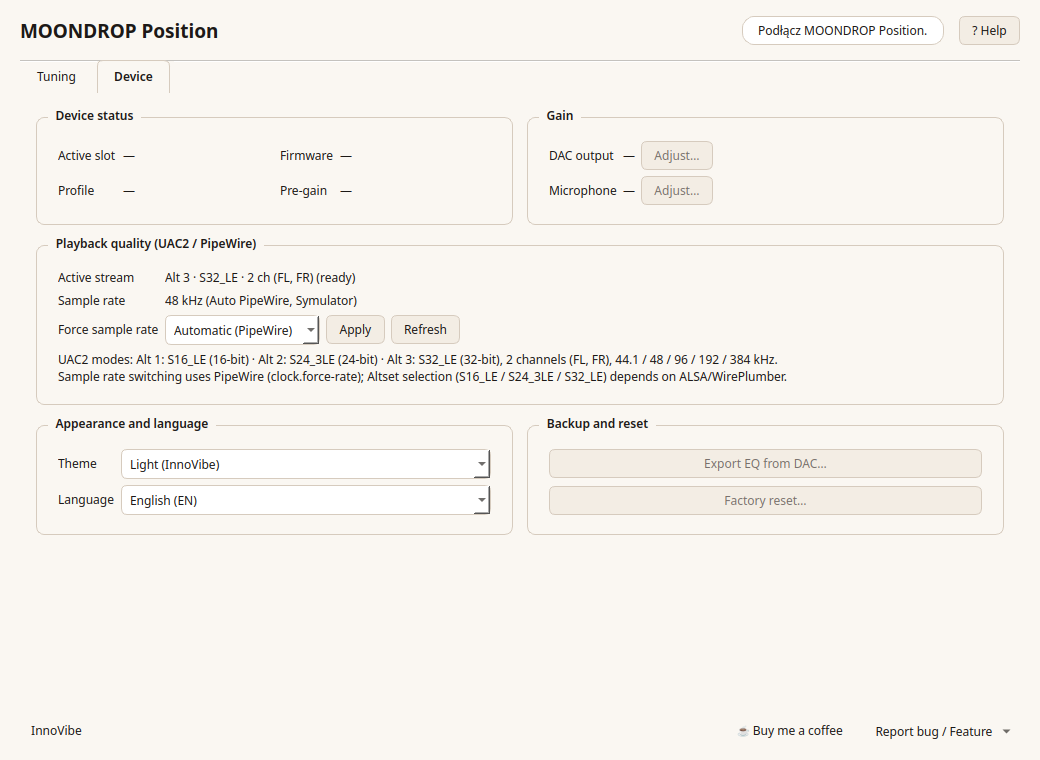 MOONDROP Position
Podłącz MOONDROP Position.
? Help
Tuning
Device
Device status
Active slot —
Firmware —
Profile —
Pre-gain —
Gain
DAC output — Adjust...
Microphone — Adjust...
Playback quality (UAC2 / PipeWire)
Active stream Alt 3 · S32_LE · 2 ch (FL, FR) (ready)
Sample rate 48 kHz (Auto PipeWire, Symulator)
Force sample rate Automatic (PipeWire) Apply Refresh
UAC2 modes: Alt 1: S16_LE (16-bit) · Alt 2: S24_3LE (24-bit) · Alt 3: S32_LE (32-bit), 2 channels (FL, FR), 44.1 / 48 / 96 / 192 / 384 kHz.
Sample rate switching uses PipeWire (clock.force-rate); Altset selection (S16_LE / S24_3LE / S32_LE) depends on ALSA/WirePlumber.
Appearance and language
Theme Light (InnoVibe)
Language English (EN)
Backup and reset
Export EQ from DAC...
Factory reset...
InnoVibe
Buy me a coffee
Report bug / Feature